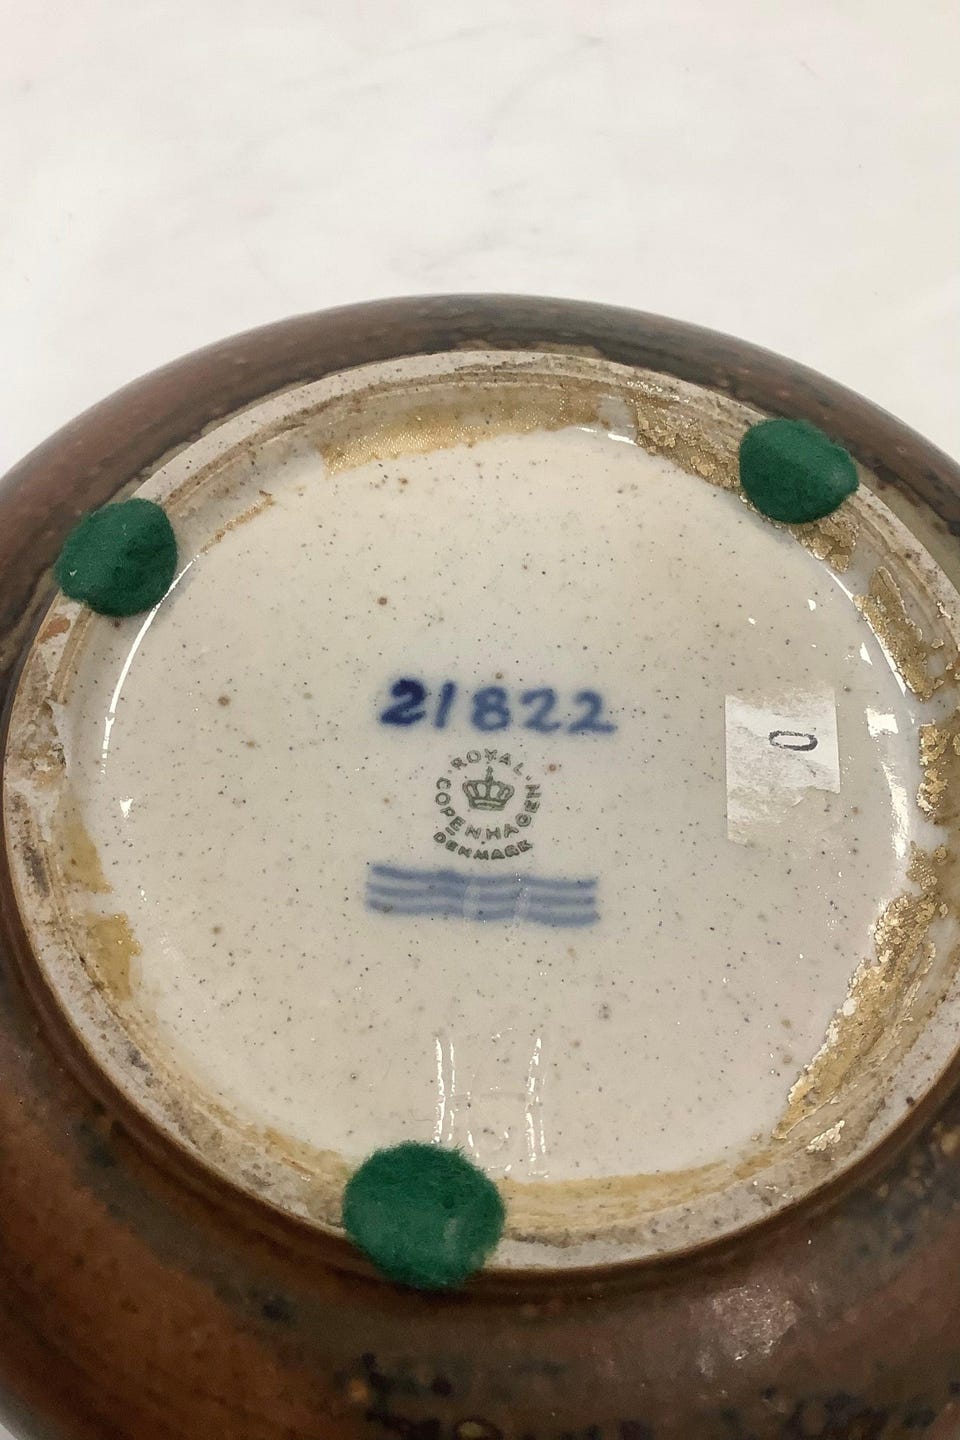 21822
ROYAL
COPENHAGEN
DENMARK
0